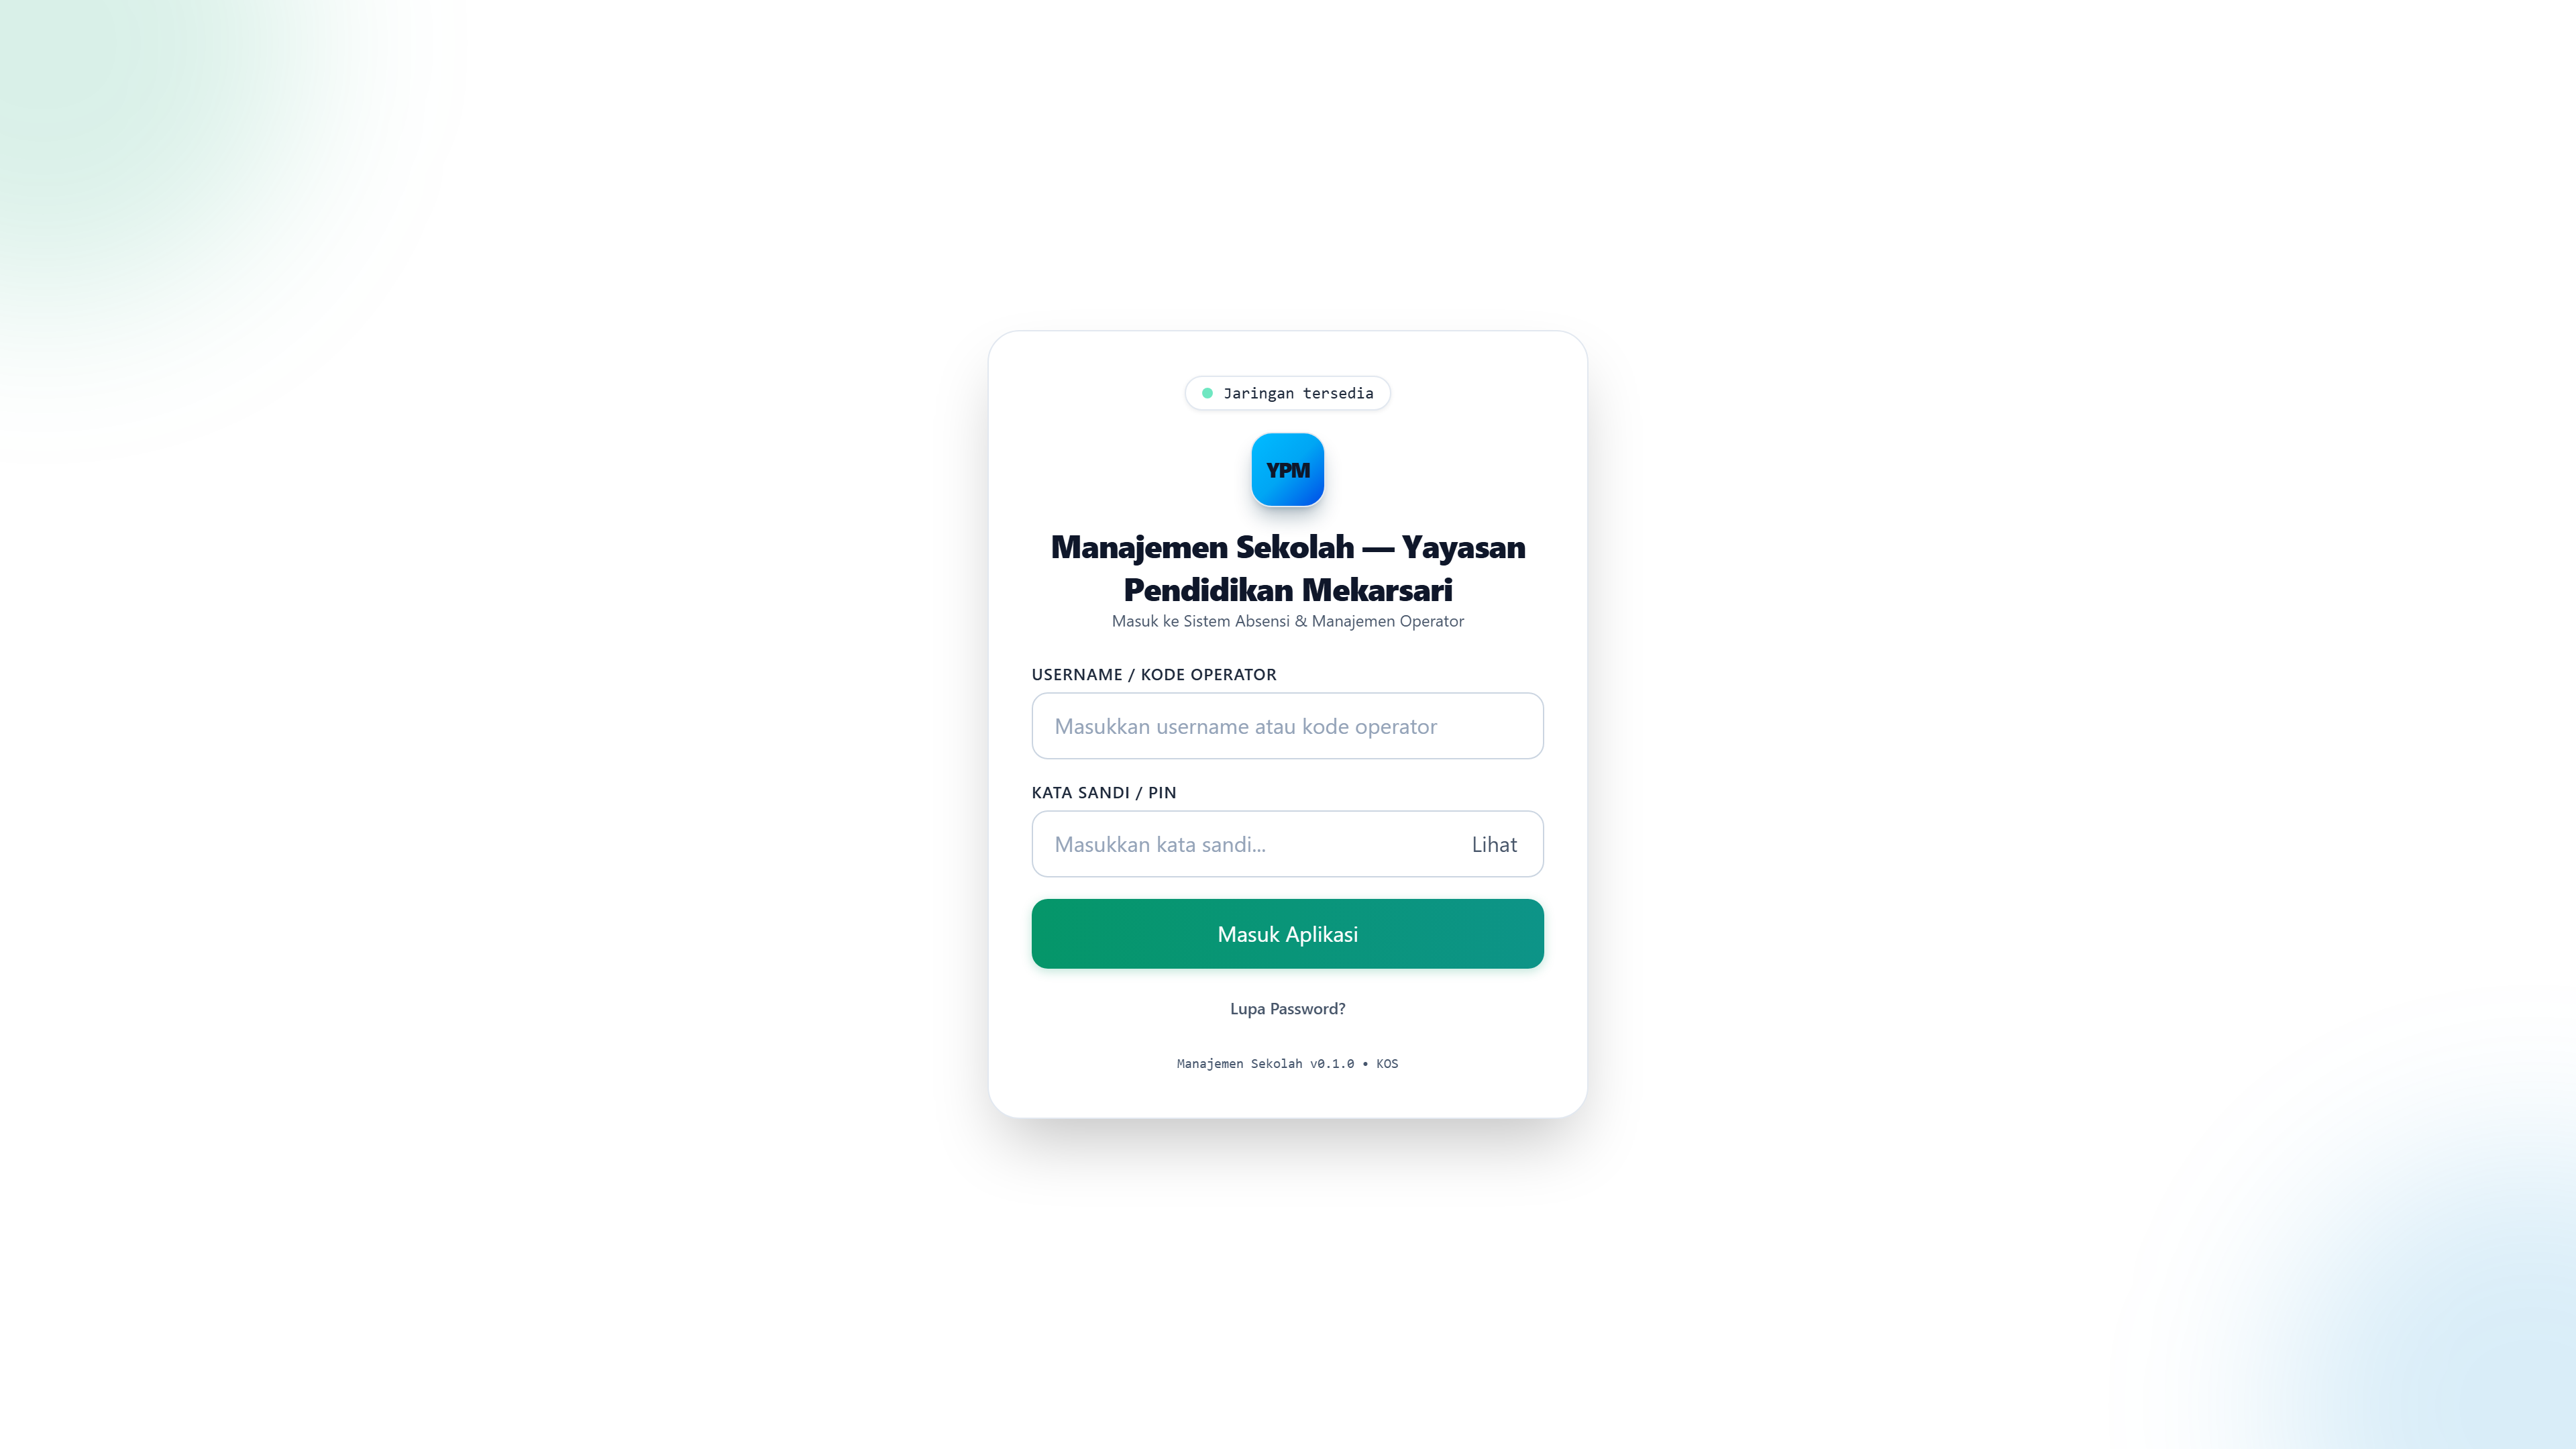 Jaringan tersedia
YPM
Manajemen Sekolah — Yayasan
Pendidikan Mekarsari
Masuk ke Sistem Absensi & Manajemen Operator
USERNAME / KODE OPERATOR
Masukkan username atau kode operator
KATA SANDI / PIN
Masukkan kata sandi... Lihat
Masuk Aplikasi
Lupa Password?
Manajemen Sekolah v0.1.0 • KOS